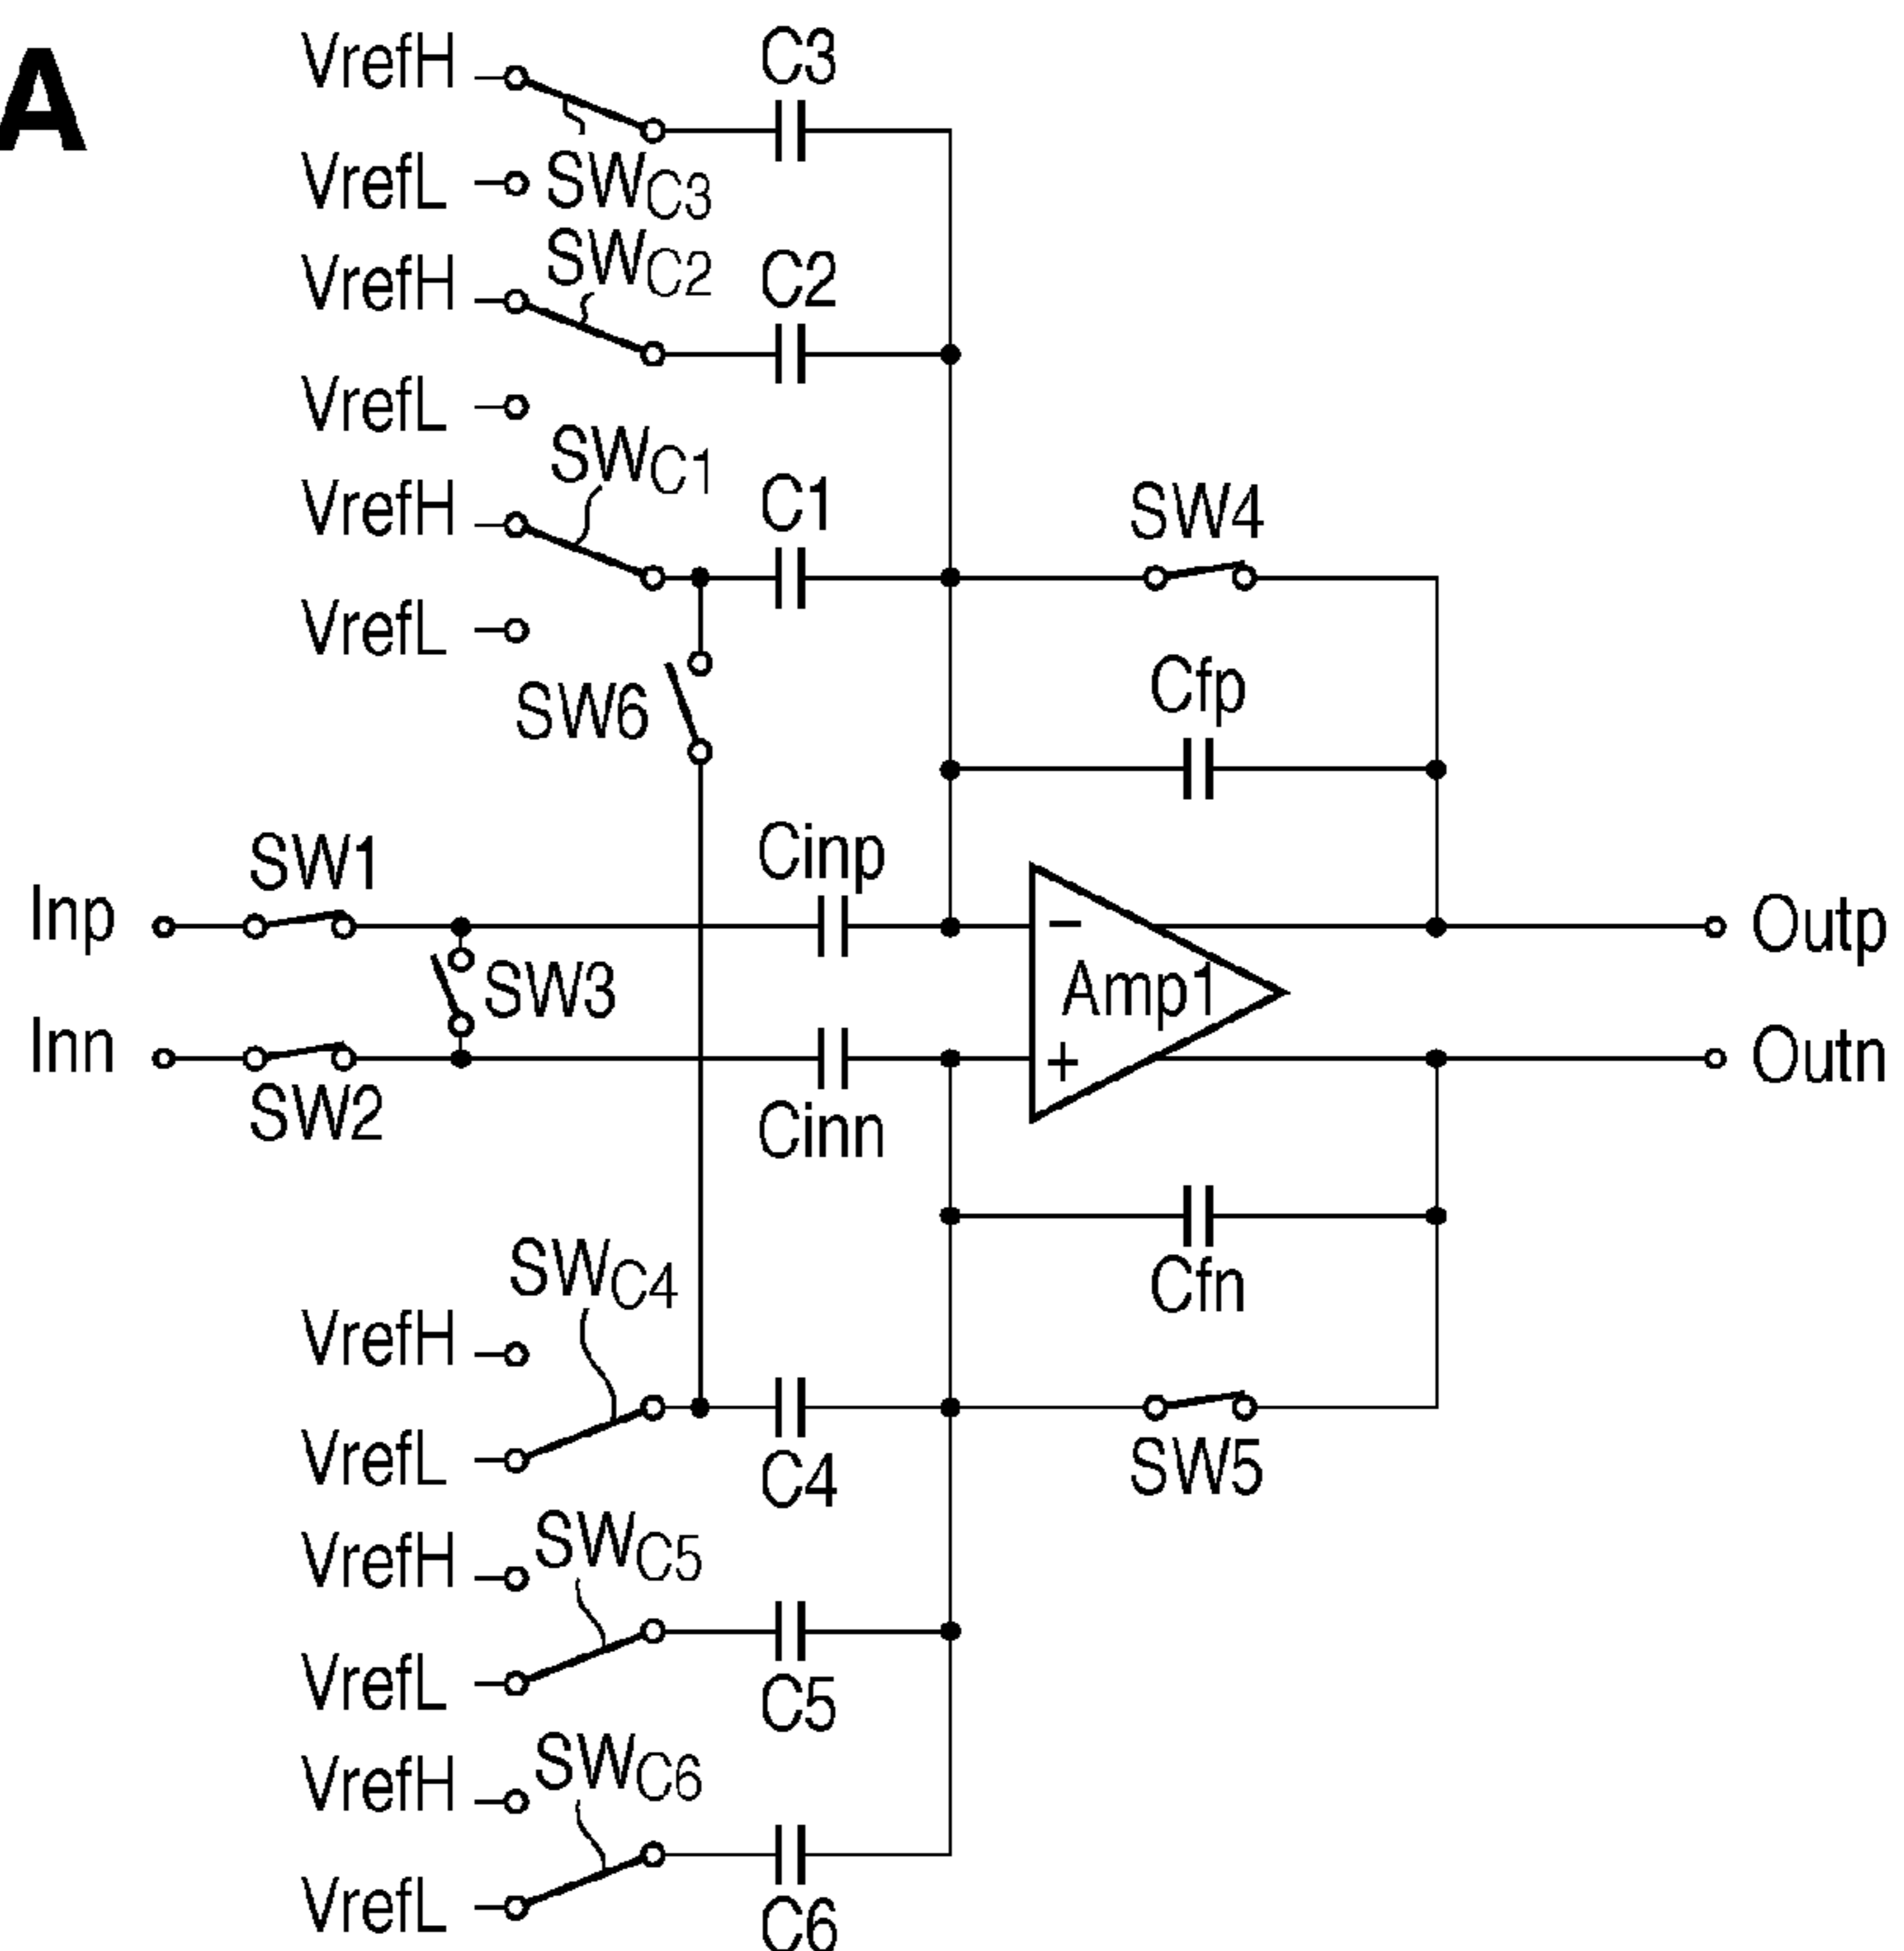 A
VrefH
C3
VrefL
SWC3
VrefH
SWC2
C2
VrefL
SWC1
VrefH
C1
SW4
VrefL
SW6
Cfp
SW1
Cinp
Inp
−
Outp
SW3
Amp1
Inn
+
Outn
SW2
Cinn
SWC4
Cfn
VrefH
VrefL
C4
SW5
VrefH
SWC5
VrefL
C5
VrefH
SWC6
VrefL
C6